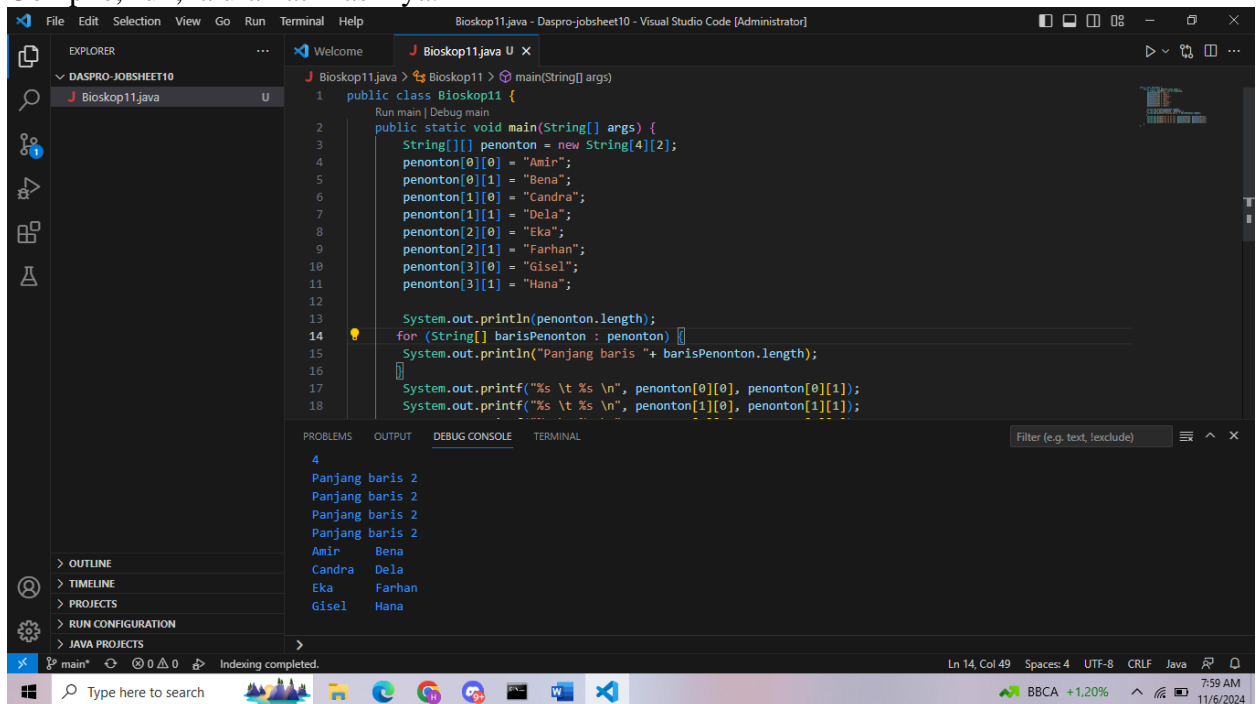 File Edit Selection View Go Run Terminal Help Bioskop11.java - Daspro-jobsheet10 - Visual Studio Code [Administrator]
EXPLORER ... Welcome J Bioskop11.java U X
DASPRO-JOBSHEET10
J Bioskop11.java U
J Bioskop11.java > Bioskop11 > main(String[] args)
1 public class Bioskop11 {
Run main | Debug main
2 public static void main(String[] args) {
3 String[][] penonton = new String[4][2];
4 penonton[0][0] = "Amir";
5 penonton[0][1] = "Bena";
6 penonton[1][0] = "Candra";
7 penonton[1][1] = "Dela";
8 penonton[2][0] = "Eka";
9 penonton[2][1] = "Farhan";
10 penonton[3][0] = "Gisel";
11 penonton[3][1] = "Hana";
12
13 System.out.println(penonton.length);
14 for (String[] barisPenonton : penonton) {
15 System.out.println("Panjang baris "+ barisPenonton.length);
16 }
17 System.out.printf("%s \t %s \n", penonton[0][0], penonton[0][1]);
18 System.out.printf("%s \t %s \n", penonton[1][0], penonton[1][1]);
PROBLEMS OUTPUT DEBUG CONSOLE TERMINAL Filter (e.g. text, !exclude)
4
Panjang baris 2
Panjang baris 2
Panjang baris 2
Panjang baris 2
Amir Bena
Candra Dela
Eka Farhan
Gisel Hana
> OUTLINE
> TIMELINE
> PROJECTS
> RUN CONFIGURATION
> JAVA PROJECTS
>
main* 0 0 Indexing completed. Ln 14, Col 49 Spaces: 4 UTF-8 CRLF Java
Type here to search BBCA +1,20% 7:59 AM
11/6/2024